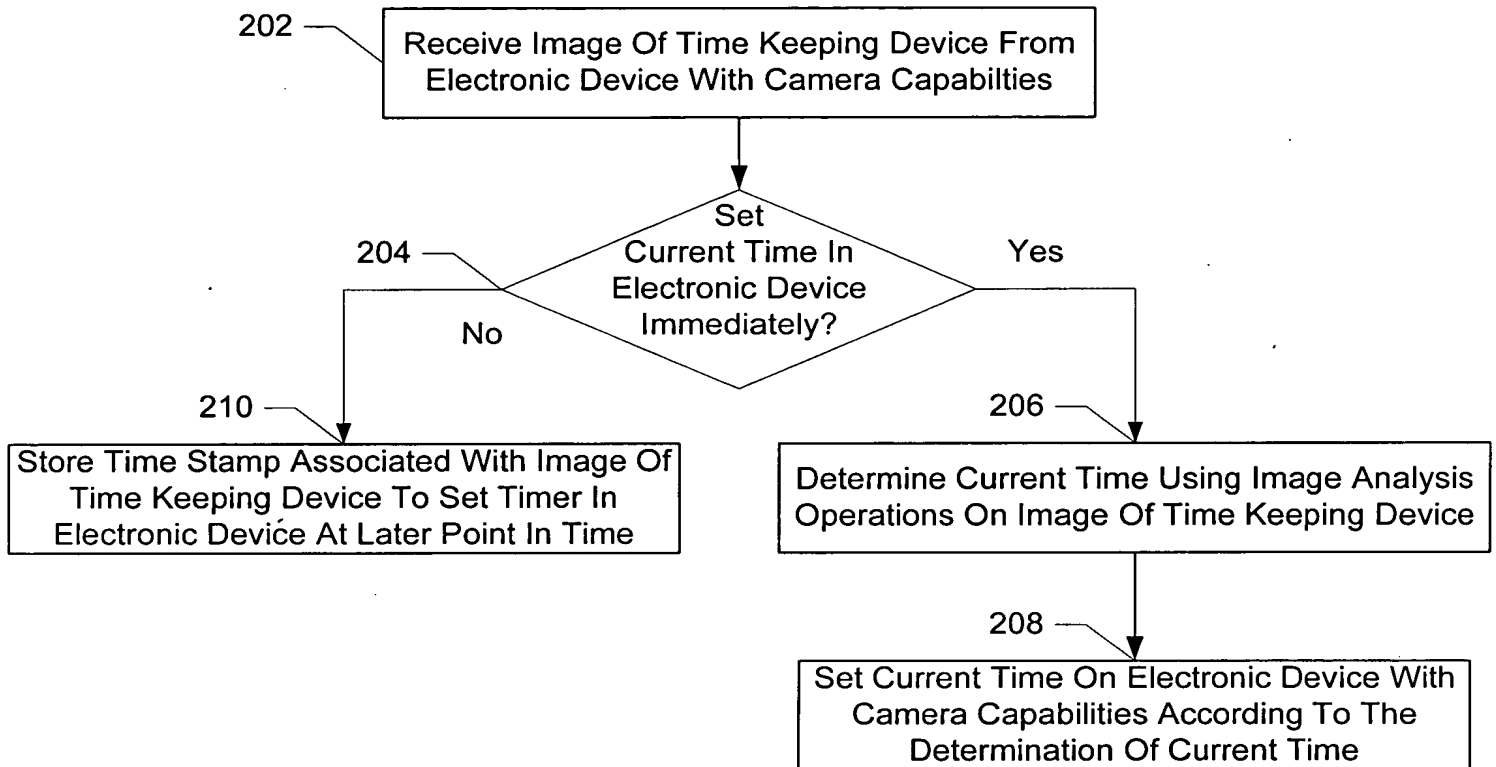 202
Receive Image Of Time Keeping Device From
Electronic Device With Camera Capabilties
204
Set
Current Time In
Electronic Device
Immediately?
Yes
No
210
Store Time Stamp Associated With Image Of
Time Keeping Device To Set Timer In
Electronic Device At Later Point In Time
206
Determine Current Time Using Image Analysis
Operations On Image Of Time Keeping Device
208
Set Current Time On Electronic Device With
Camera Capabilities According To The
Determination Of Current Time